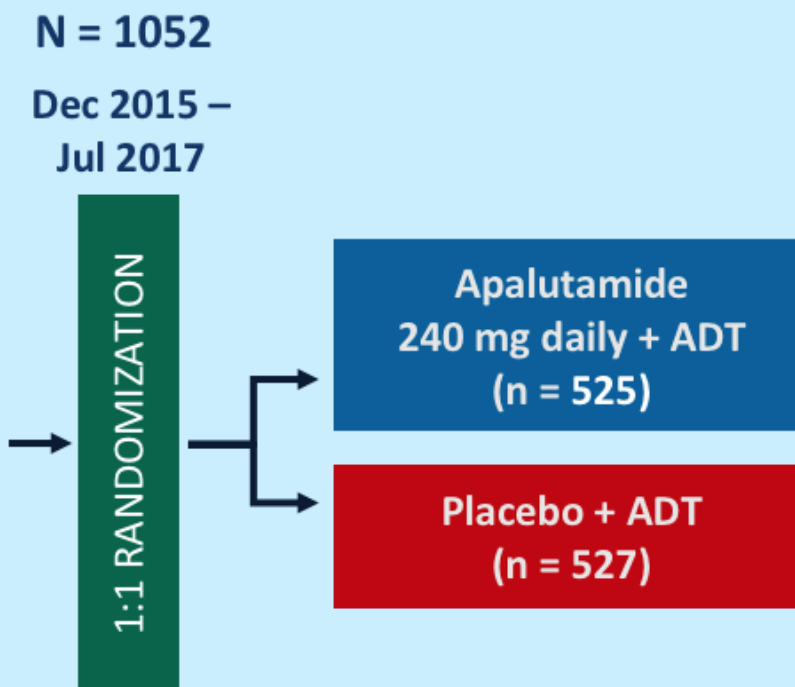 N = 1052
Dec 2015 –
Jul 2017
1:1 RANDOMIZATION
Apalutamide
240 mg daily + ADT
(n = 525)
Placebo + ADT
(n = 527)